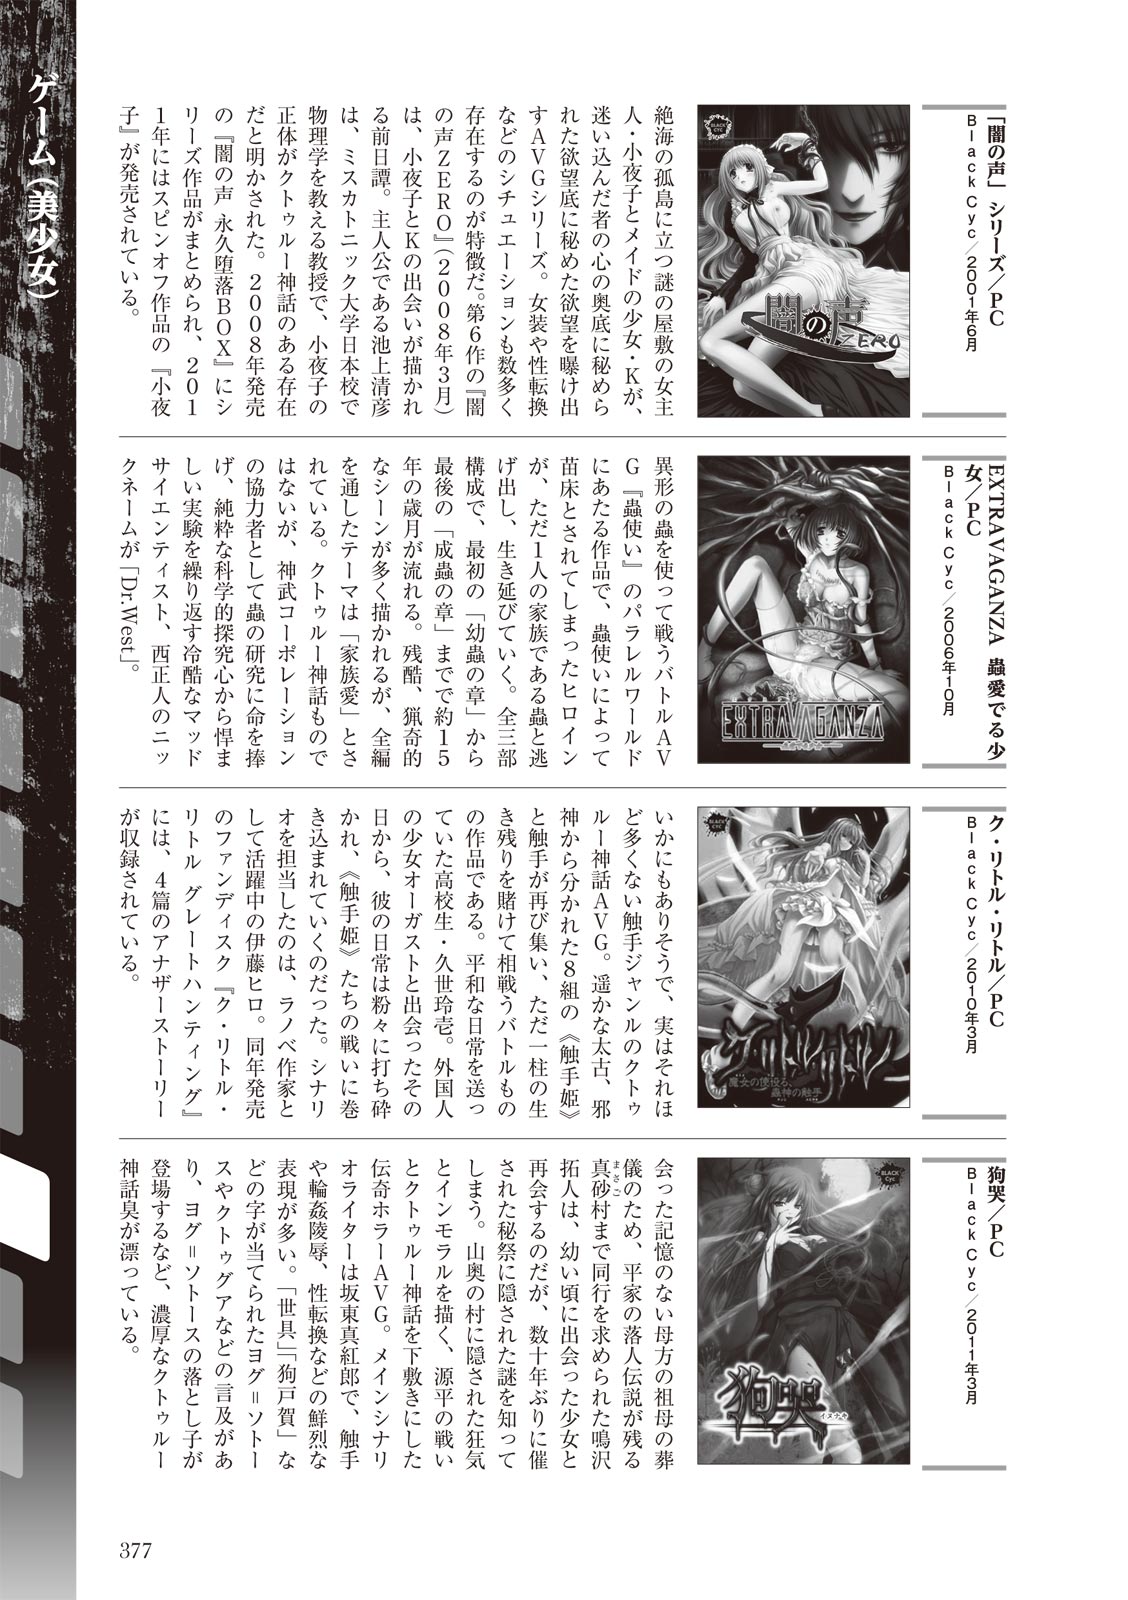 ゲーム（美少女）
「闇の声」シリーズ／PC
Black Cyc／2001年6月
BLACK Cyc
闇の声 ZERO
絶海の孤島に立つ謎の屋敷の女主
人・小夜子とメイドの少女・Kが、
迷い込んだ者の心の奥底に秘めら
れた欲望底に秘めた欲望を曝け出
すAVGシリーズ。女装や性転換
などのシチュエーションも数多く
存在するのが特徴だ。第6作の『闇
の声ZERO』（2008年3月）
は、小夜子とKの出会いが描かれ
る前日譚。主人公である池上清彦
は、ミスカトニック大学日本校で
物理学を教える教授で、小夜子の
正体がクトゥルー神話のある存在
だと明かされた。2008年発売
の『闇の声 永久堕落BOX』にシ
リーズ作品がまとめられ、201
1年にはスピンオフ作品の『小夜
子』が発売されている。
EXTRAVAGANZA 蟲愛でる少
女／PC
Black Cyc／2006年10月
EXTRAVAGANZA
異形の蟲を使って戦うバトルAV
G『蟲使い』のパラレルワールド
にあたる作品で、蟲使いによって
苗床とされてしまったヒロイン
が、ただ1人の家族である蟲と逃
げ出し、生き延びていく。全三部
構成で、最初の「幼蟲の章」から
最後の「成蟲の章」までで約15
年の歳月が流れる。残酷、猟奇的
なシーンが多く描かれるが、全編
を通したテーマは「家族愛」とさ
れている。クトゥルー神話もので
はないが、神武コーポレーション
の協力者として蟲の研究に命を捧
げ、純粋な科学的探究心から悍ま
しい実験を繰り返す冷酷なマッド
サイエンティスト、西正人のニッ
クネームが「Dr.West」。
ク・リトル・リトル／PC
Black Cyc／2010年3月
BLACK CYC
ク・リトル・リトル
魔女の使役る、
蟲神の触手
いかにもありそうで、実はそれほ
ど多くない触手ジャンルのクトゥ
ルー神話AVG。遥かな太古、邪
神から分かれた8組の《触手姫》
と触手が再び集い、ただ一柱の生
き残りを賭けて相戦うバトルもの
の作品である。平和な日常を送っ
ていた高校生・久世玲壱。外国人
の少女オーガストと出会ったその
日から、彼の日常は粉々に打ち砕
かれ、《触手姫》たちの戦いに巻
き込まれていくのだった。シナリ
オを担当したのは、ラノベ作家と
して活躍中の伊藤ヒロ。同年発売
のファンディスク『ク・リトル・
リトル グレートハンティング』
には、4篇のアナザーストーリー
が収録されている。
狗哭／PC
Black Cyc／2011年3月
BLACK Cyc
狗哭
イヌナキ
会った記憶のない母方の祖母の葬
儀のため、平家の落人伝説が残る
真砂村まで同行を求められた鳴沢
まさご
拓人は、幼い頃に出会った少女と
再会するのだが、数十年ぶりに催
された秘祭に隠された謎を知って
しまう。山奥の村に隠された狂気
とインモラルを描く、源平の戦い
とクトゥルー神話を下敷きにした
伝奇ホラーAVG。メインシナリ
オライターは坂東真紅郎で、触手
や輪姦陵辱、性転換などの鮮烈な
表現が多い。「世具」「狗戸賀」な
どの字が当てられたヨグ＝ソトー
スやクトゥグアなどの言及があ
り、ヨグ＝ソトースの落とし子が
登場するなど、濃厚なクトゥルー
神話臭が漂っている。
377